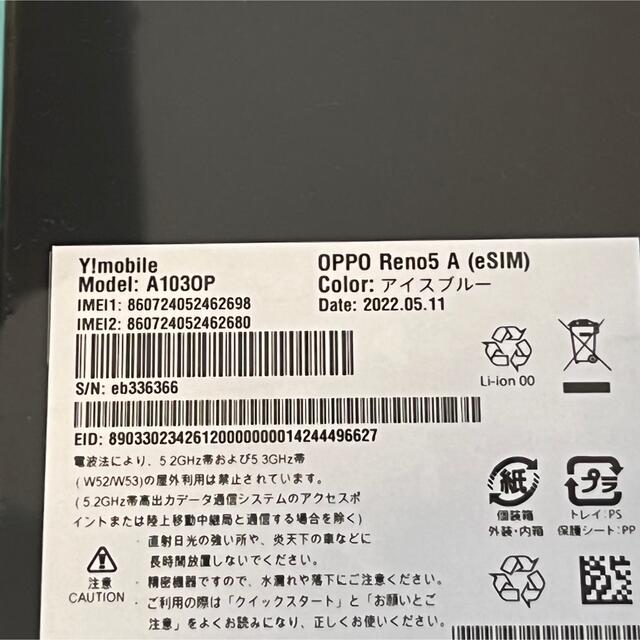 Y!mobile
OPPO Reno5 A (eSIM)
Model: A103OP
Color: アイスブルー
IMEI1: 860724052462698
Date: 2022.05.11
IMEI2: 860724052462680
Li-ion 00
S/N: eb336366
EID: 89033023426120000000014244496627
電波法により、5.2GHz帯および5.3GHz帯
(W52/W53)の屋外利用は禁止されています。
(5.2GHz帯高出力データ通信システムのアクセスポ
イントまたは陸上移動中継局と通信する場合を除く)
紙
プラ
個装箱
外装・内箱
トレイ:PS
保護シート:PP
注意
CAUTION
・直射日光の強い所や、炎天下の車などに
長時間放置しないでください。
・精密機器ですので、水濡れや落下にご注意ください。
・ご利用の際は「クイックスタート」と「お願いとご
注意」をよくお読みになり、正しくお使いください。